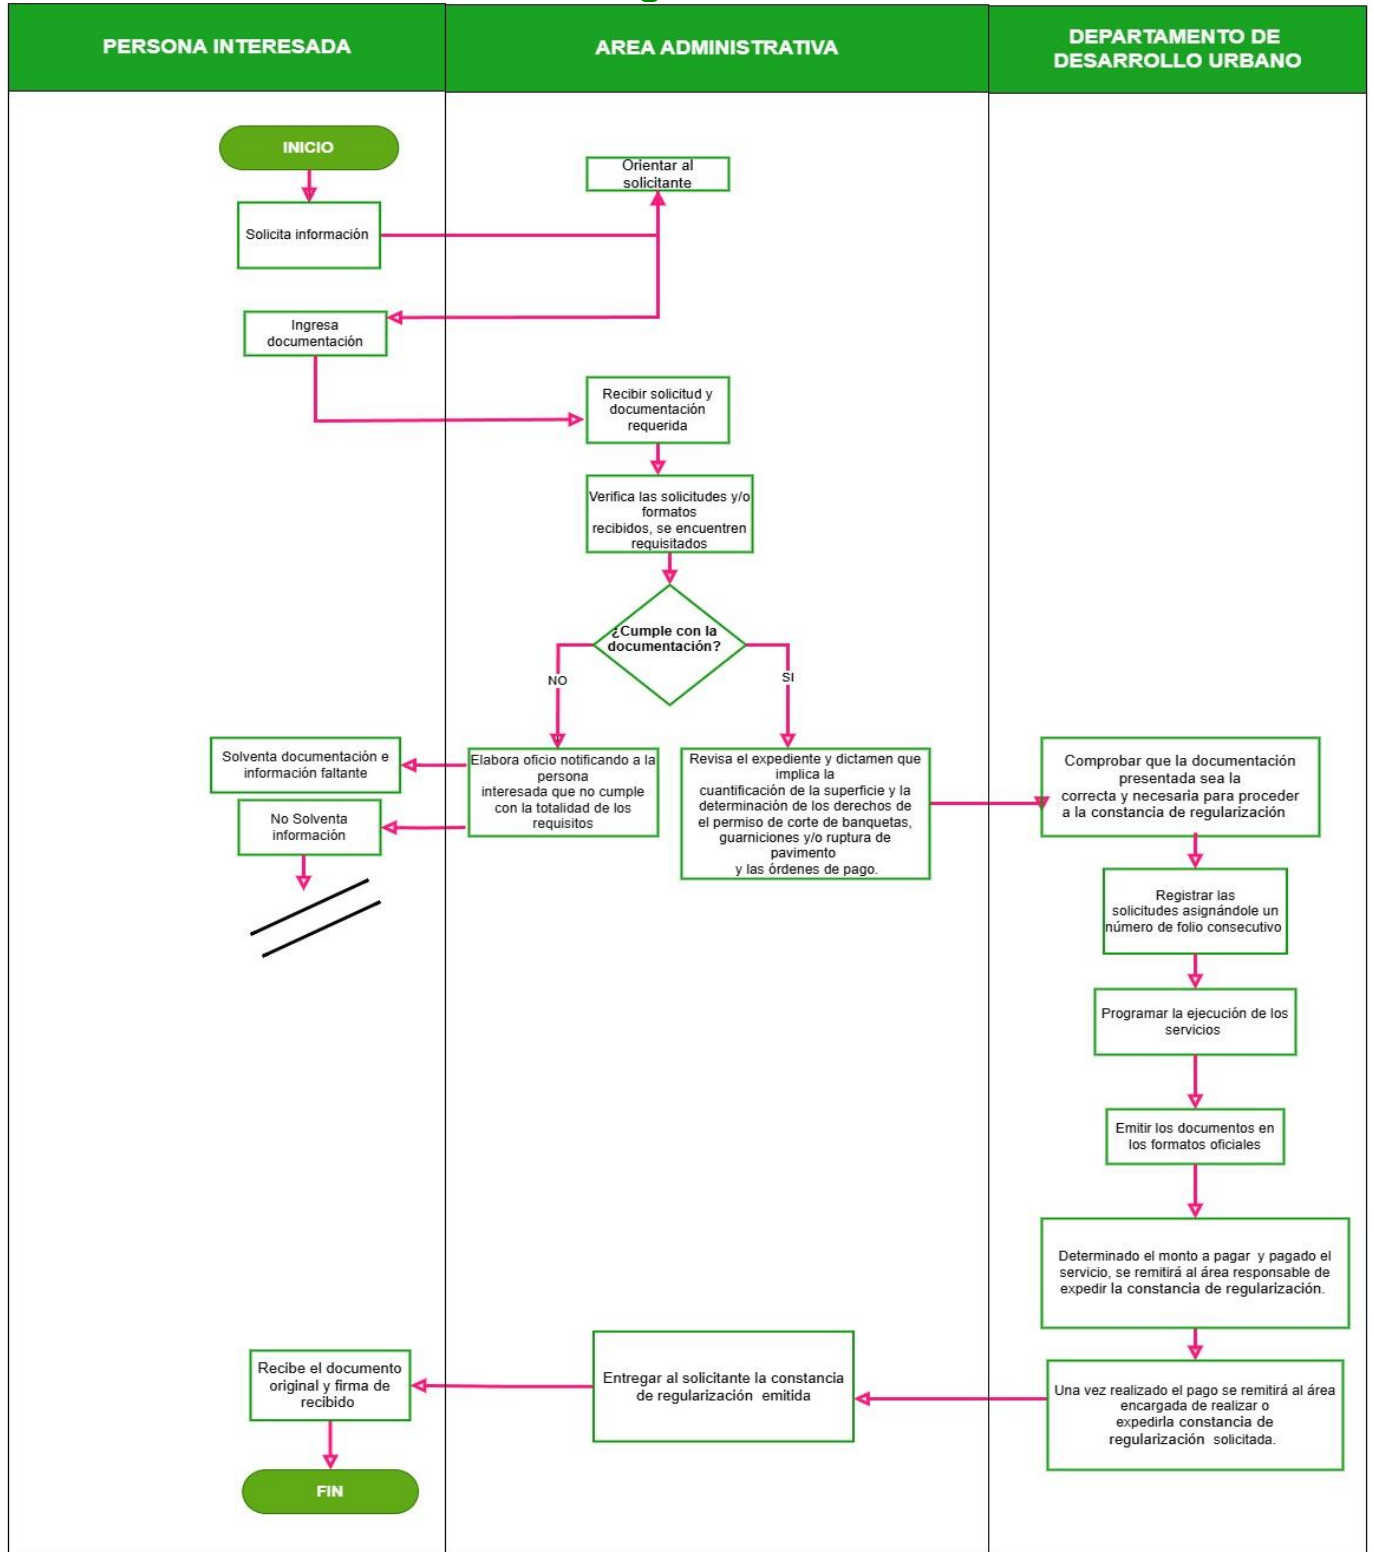 PERSONA INTERESADA
AREA ADMINISTRATIVA
DEPARTAMENTO DE
DESARROLLO URBANO
INICIO
Orientar al
solicitante
Solicita información
Ingresa
documentación
Recibir solicitud y
documentación
requerida
Verifica las solicitudes y/o
formatos
recibidos, se encuentren
requisitados
¿Cumple con la
documentación?
NO
SI
Solventa documentación e
información faltante
No Solventa
información
Elabora oficio notificando a la
persona
interesada que no cumple
con la totalidad de los
requisitos
Revisa el expediente y dictamen que
implica la
cuantificación de la superficie y la
determinación de los derechos de
el permiso de corte de banquetas,
guarniciones y/o ruptura de
pavimento
y las órdenes de pago.
Comprobar que la documentación
presentada sea la
correcta y necesaria para proceder
a la constancia de regularización
Registrar las
solicitudes asignándole un
número de folio consecutivo
Programar la ejecución de los
servicios
Emitir los documentos en
los formatos oficiales
Determinado el monto a pagar y pagado el
servicio, se remitirá al área responsable de
expedir la constancia de regularización.
Una vez realizado el pago se remitirá al área
encargada de realizar o
expedirla constancia de
regularización solicitada.
Entregar al solicitante la constancia
de regularización emitida
Recibe el documento
original y firma de
recibido
FIN